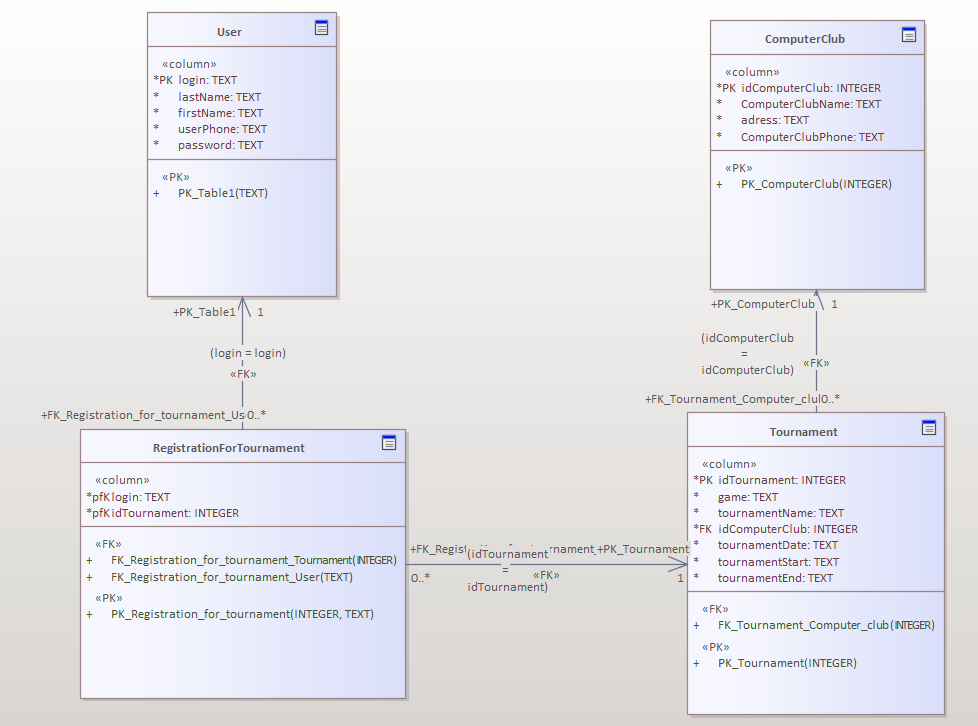 User
«column»
*PK login: TEXT
* lastName: TEXT
* firstName: TEXT
* userPhone: TEXT
* password: TEXT
«PK»
+ PK_Table1(TEXT)
ComputerClub
«column»
*PK idComputerClub: INTEGER
* ComputerClubName: TEXT
* adress: TEXT
* ComputerClubPhone: TEXT
«PK»
+ PK_ComputerClub(INTEGER)
+PK_Table1 1
(login = login)
«FK»
+FK_Registration_for_tournament_Us 0..*
+PK_ComputerClub 1
(idComputerClub
=
idComputerClub)
«FK»
+FK_Tournament_Computer_club 0..*
RegistrationForTournament
«column»
*pfK login: TEXT
*pfK idTournament: INTEGER
«FK»
+ FK_Registration_for_tournament_Tournament(INTEGER)
+ FK_Registration_for_tournament_User(TEXT)
«PK»
+ PK_Registration_for_tournament(INTEGER, TEXT)
+PK_Tournament
(idTournament
=
idTournament)
«FK»
0..*
1
Tournament
«column»
*PK idTournament: INTEGER
* game: TEXT
* tournamentName: TEXT
*FK idComputerClub: INTEGER
* tournamentDate: TEXT
* tournamentStart: TEXT
* tournamentEnd: TEXT
«FK»
+ FK_Tournament_Computer_club(INTEGER)
«PK»
+ PK_Tournament(INTEGER)